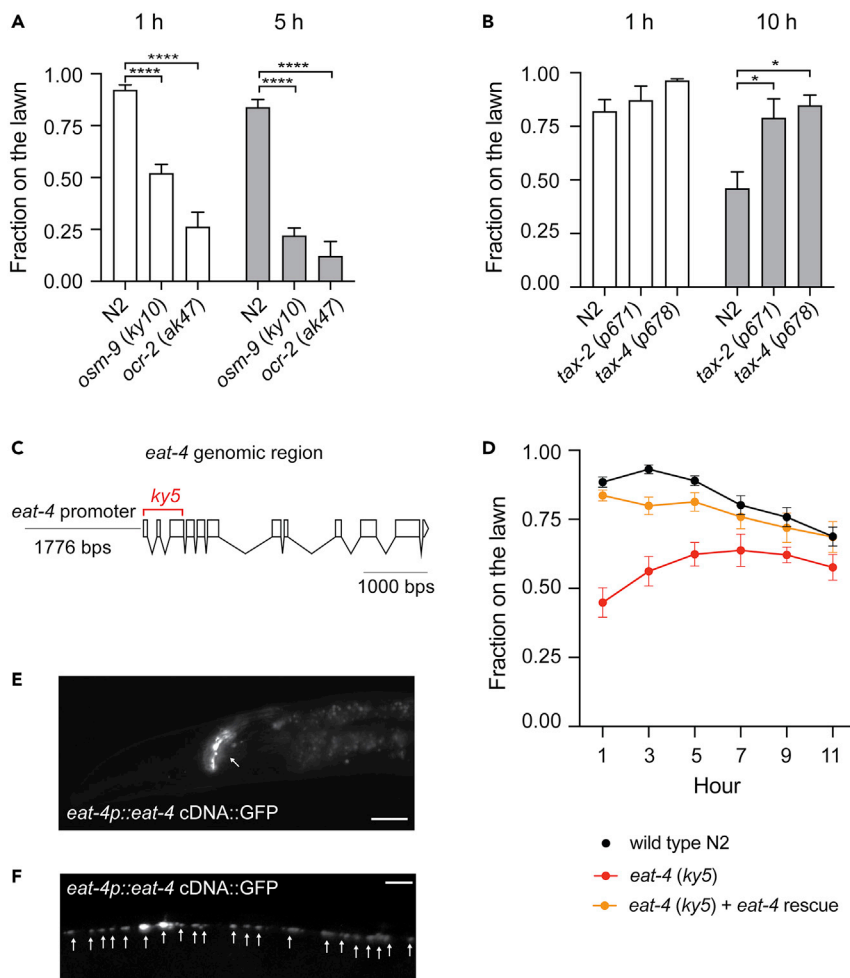 A
1 h
5 h
Fraction on the lawn
1.00
0.75
0.50
0.25
0.00
****
****
****
****
N2
osm-9 (ky10)
ocr-2 (ak47)
N2
osm-9 (ky10)
ocr-2 (ak47)
B
1 h
10 h
Fraction on the lawn
1.00
0.75
0.50
0.25
0.00
*
*
N2
tax-2 (p671)
tax-4 (p678)
N2
tax-2 (p671)
tax-4 (p678)
C
eat-4 genomic region
ky5
eat-4 promoter
1776 bps
1000 bps
D
Fraction on the lawn
1.00
0.75
0.50
0.25
0.00
1 3 5 7 9 11
Hour
wild type N2
eat-4 (ky5)
eat-4 (ky5) + eat-4 rescue
E
eat-4p::eat-4 cDNA::GFP
F
eat-4p::eat-4 cDNA::GFP